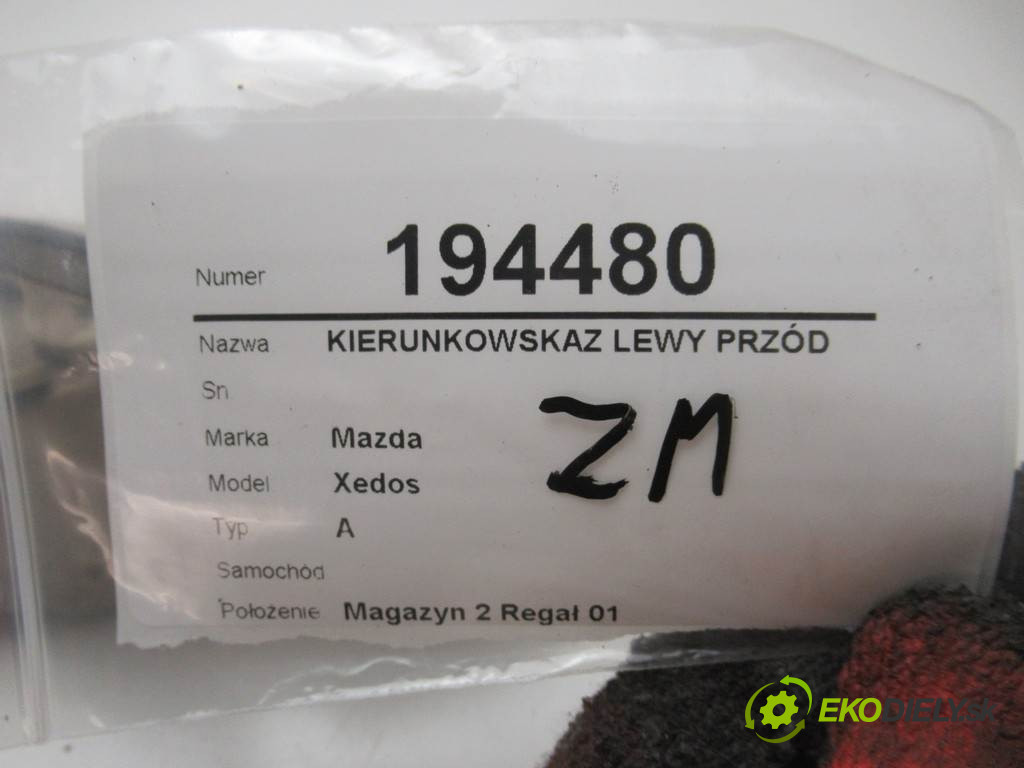 Numer 194480
Nazwa KIERUNKOWSKAZ LEWY PRZÓD
Sn
Marka Mazda
Model Xedos
Typ A
ZM
Samochód
Położenie Magazyn 2 Regał 01
EKODIELY.sk